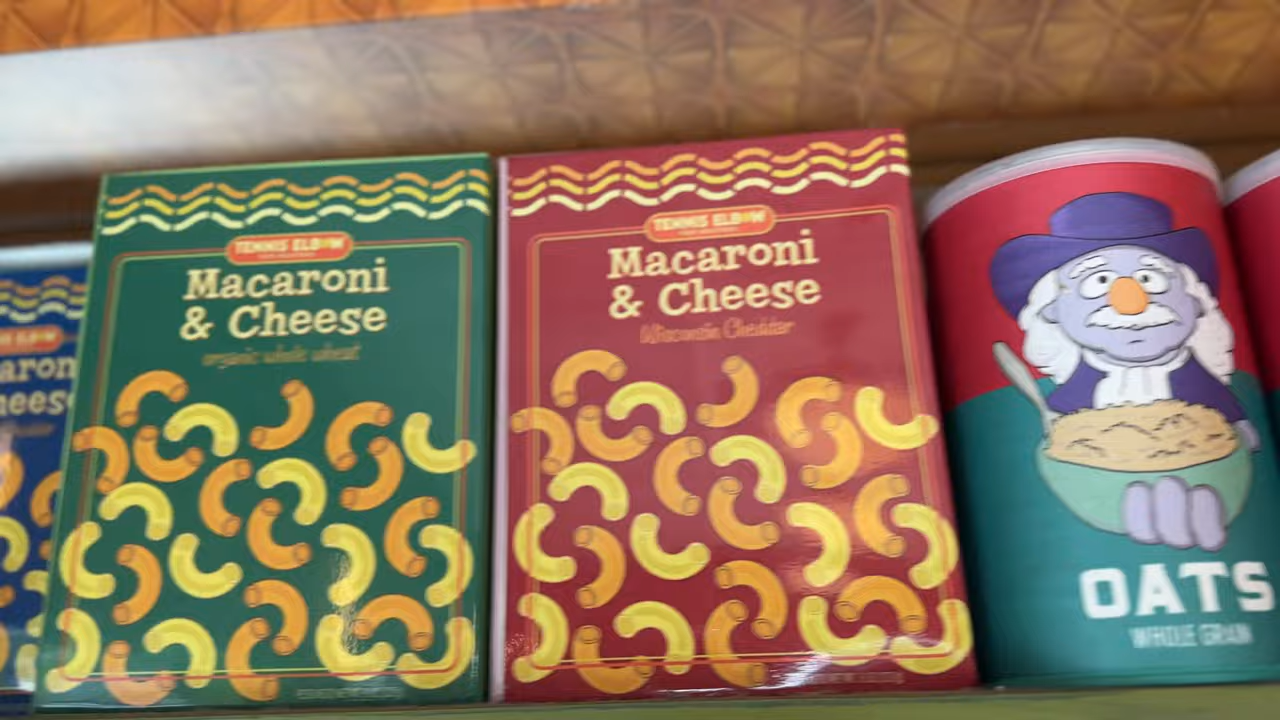 TENNIS ELBOW
Macaroni
& Cheese
organic whole wheat
TENNIS ELBOW
Macaroni
& Cheese
Wisconsin Cheddar
OATS
WHOLE GRAIN